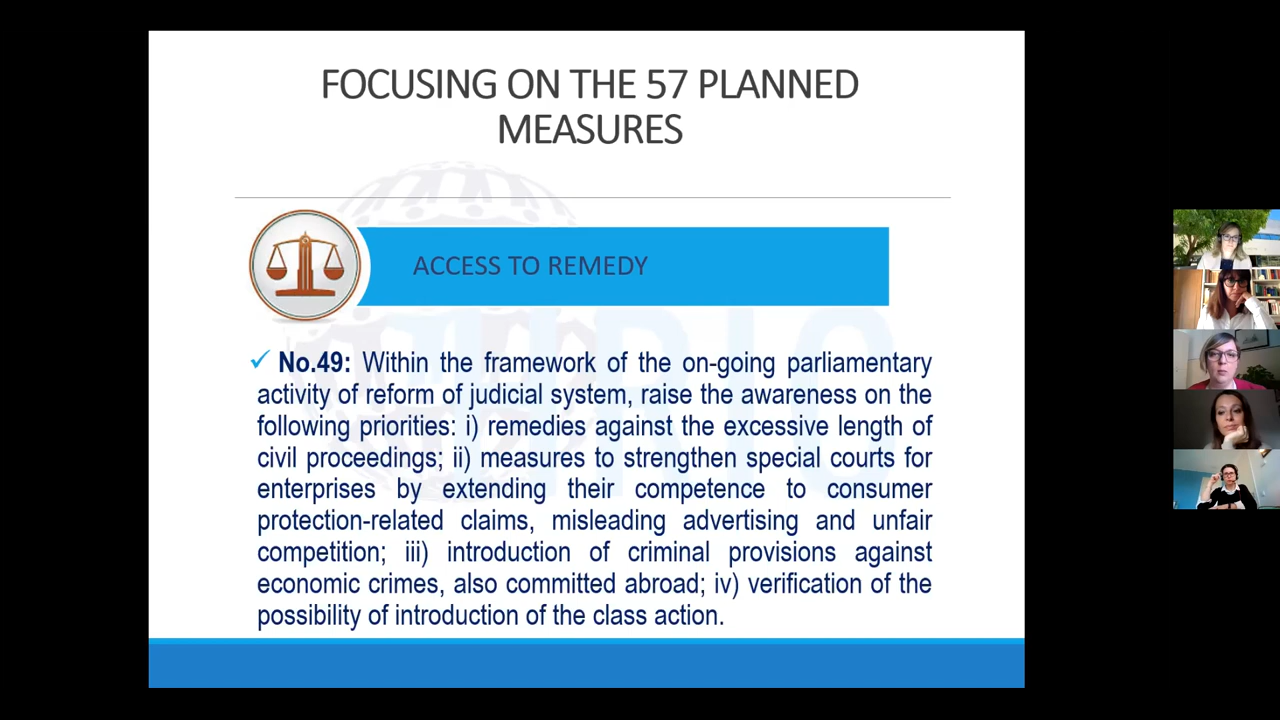 FOCUSING ON THE 57 PLANNED
MEASURES
ACCESS TO REMEDY
✓ No.49: Within the framework of the on-going parliamentary
activity of reform of judicial system, raise the awareness on the
following priorities: i) remedies against the excessive length of
civil proceedings; ii) measures to strengthen special courts for
enterprises by extending their competence to consumer
protection-related claims, misleading advertising and unfair
competition; iii) introduction of criminal provisions against
economic crimes, also committed abroad; iv) verification of the
possibility of introduction of the class action.